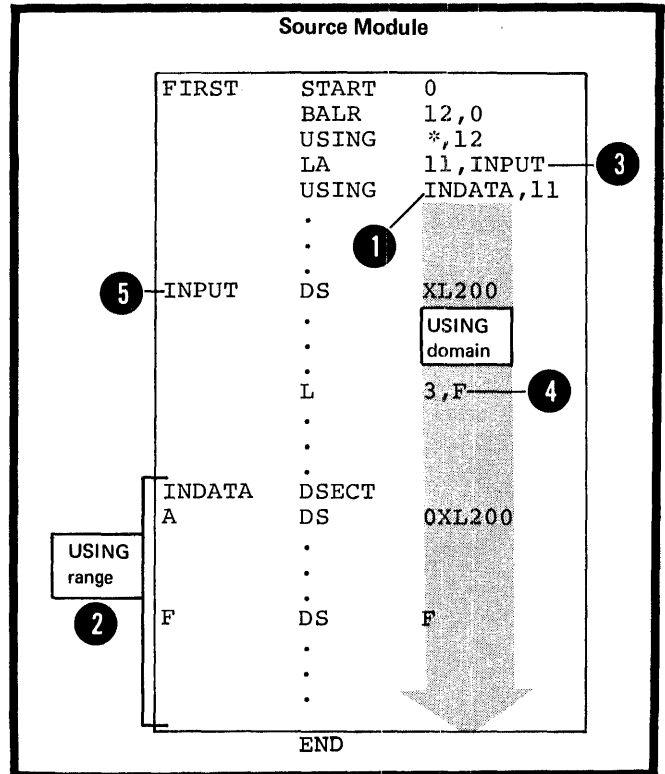 Source Module
FIRST START 0
BALR 12,0
USING *,12
LA 11,INPUT 3
USING INDATA,11
.
.
1
.
5 INPUT DS XL200
.
USING
domain
.
.
L 3,F 4
.
.
.
INDATA DSECT
A DS 0XL200
USING
range
.
.
.
2
F DS F
.
.
.
END